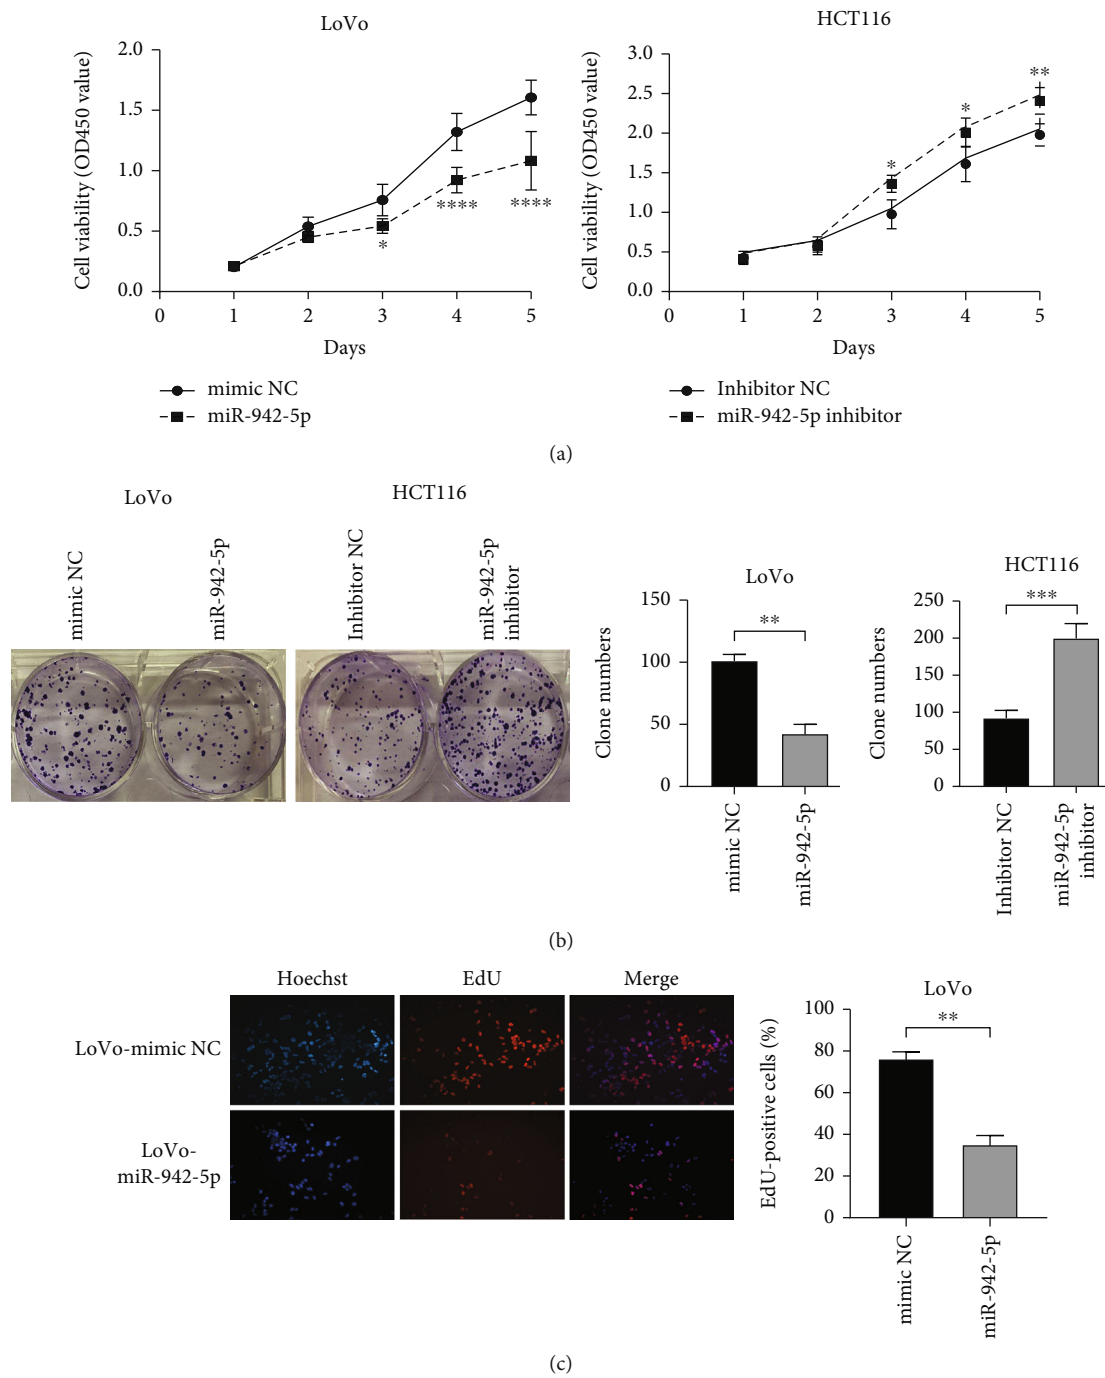 LoVo
Cell viability (OD450 value)
2.0
1.5
1.0
0.5
0.0
0
1
2
3
4
5
*
****
****
Days
mimic NC
miR-942-5p
HCT116
Cell viability (OD450 value)
3.0
2.5
2.0
1.5
1.0
0.5
0.0
0
1
2
3
4
5
*
*
**
Days
Inhibitor NC
miR-942-5p inhibitor
(a)
LoVo
mimic NC
miR-942-5p
HCT116
Inhibitor NC
miR-942-5p
inhibitor
LoVo
Clone numbers
150
100
50
0
**
mimic NC
miR-942-5p
HCT116
Clone numbers
250
200
150
100
50
0
***
Inhibitor NC
miR-942-5p
inhibitor
(b)
Hoechst
EdU
Merge
LoVo-mimic NC
LoVo-
miR-942-5p
LoVo
EdU-positive cells (%)
100
80
60
40
20
0
**
mimic NC
miR-942-5p
(c)